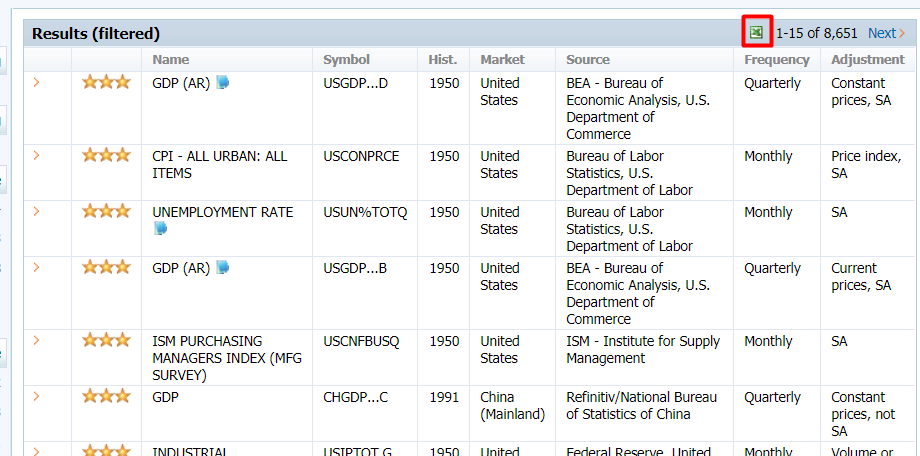 Results (filtered) 1-15 of 8,651 Next
Name Symbol Hist. Market Source Frequency Adjustment
GDP (AR) USGDP...D 1950 United States BEA - Bureau of Economic Analysis, U.S. Department of Commerce Quarterly Constant prices, SA
CPI - ALL URBAN: ALL ITEMS USCONPRCE 1950 United States Bureau of Labor Statistics, U.S. Department of Labor Monthly Price index, SA
UNEMPLOYMENT RATE USUN%TOTQ 1950 United States Bureau of Labor Statistics, U.S. Department of Labor Monthly SA
GDP (AR) USGDP...B 1950 United States BEA - Bureau of Economic Analysis, U.S. Department of Commerce Quarterly Current prices, SA
ISM PURCHASING MANAGERS INDEX (MFG SURVEY) USCNFBUSQ 1950 United States ISM - Institute for Supply Management Monthly SA
GDP CHGDP...C 1991 China (Mainland) Refinitiv/National Bureau of Statistics of China Quarterly Constant prices, not SA
INDUSTRIAL USIPTOT.G 1950 United Federal Reserve, United Monthly Volume or